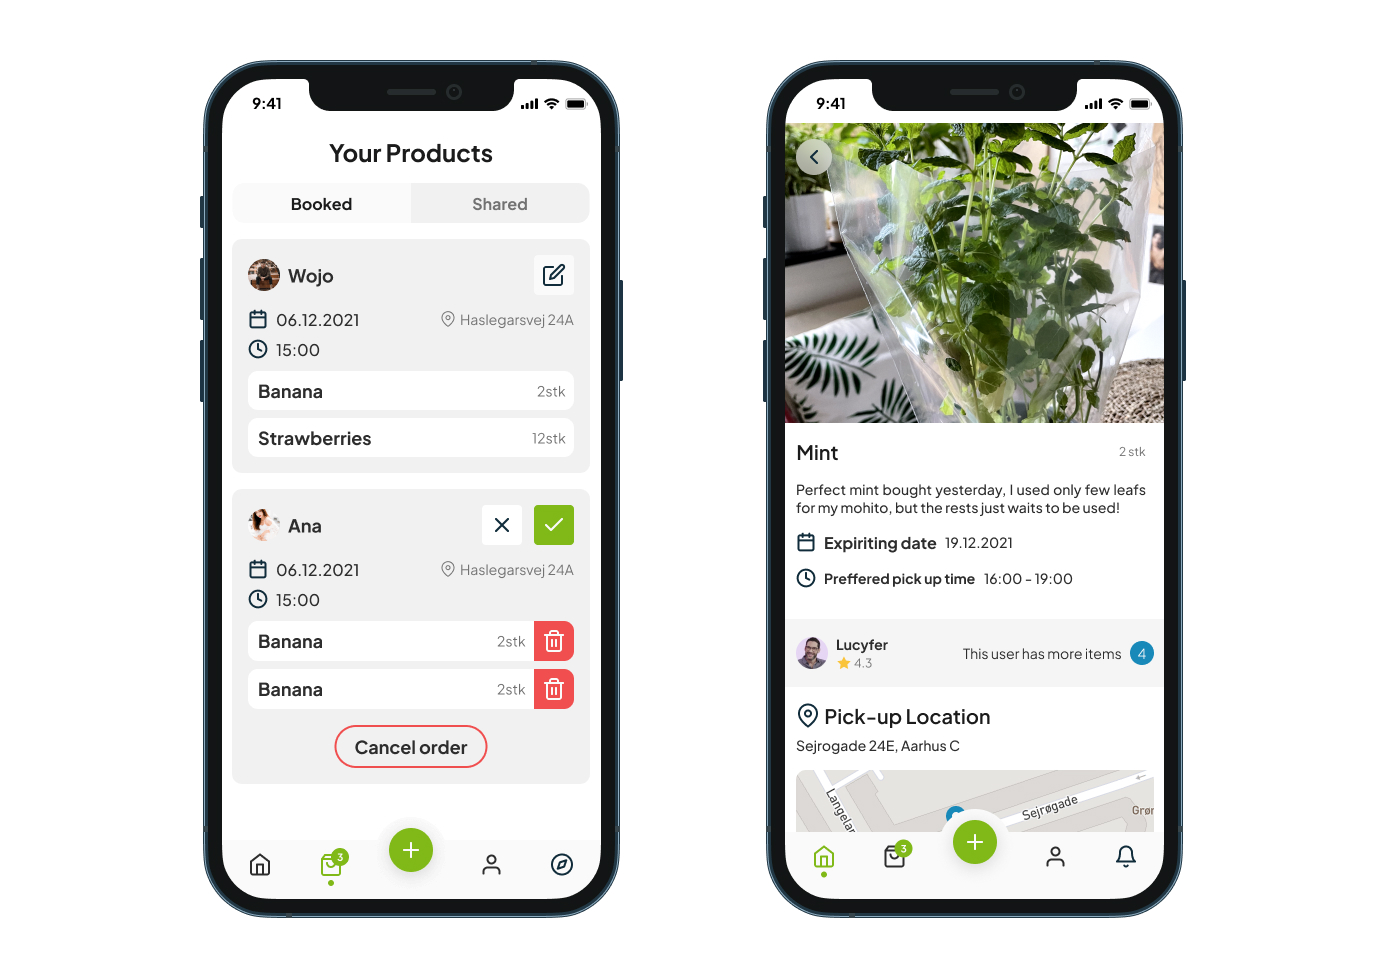 9:41
Your Products
Booked
Shared
Wojo
06.12.2021
Haslegarsvej 24A
15:00
Banana
2stk
Strawberries
12stk
Ana
06.12.2021
Haslegarsvej 24A
15:00
Banana
2stk
Banana
2stk
Cancel order
3
9:41
Mint
2 stk
Perfect mint bought yesterday, I used only few leafs
for my mohito, but the rests just waits to be used!
Expiriting date 19.12.2021
Preffered pick up time 16:00 - 19:00
Lucyfer
4.3
This user has more items
4
Pick-up Location
Sejrogade 24E, Aarhus C
Langela
Sejrøgade
Grør
3